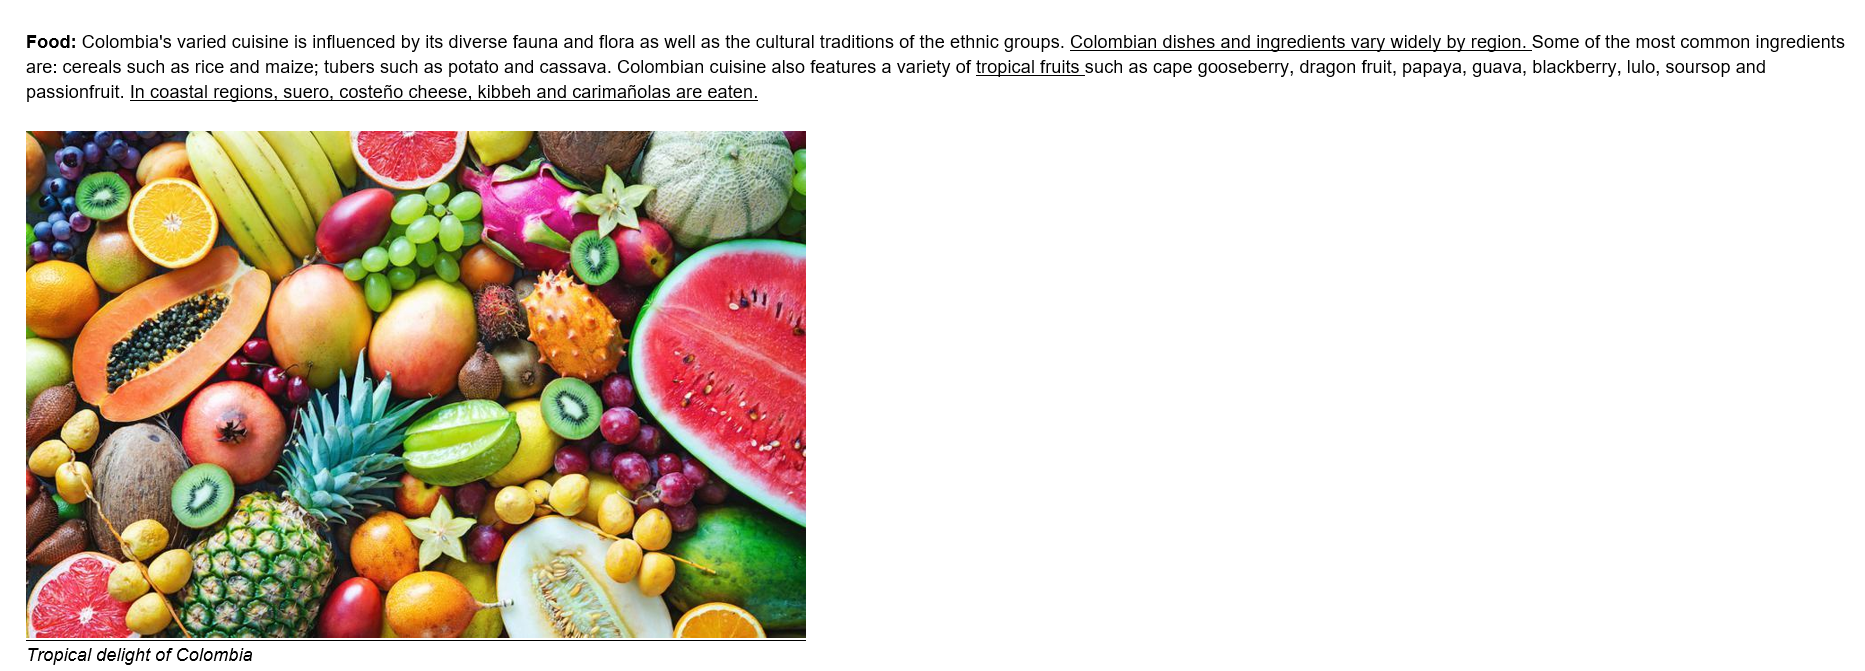 Food: Colombia's varied cuisine is influenced by its diverse fauna and flora as well as the cultural traditions of the ethnic groups. Colombian dishes and ingredients vary widely by region. Some of the most common ingredients
are: cereals such as rice and maize; tubers such as potato and cassava. Colombian cuisine also features a variety of tropical fruits such as cape gooseberry, dragon fruit, papaya, guava, blackberry, lulo, soursop and
passionfruit. In coastal regions, suero, costeño cheese, kibbeh and carimañolas are eaten.
Tropical delight of Colombia